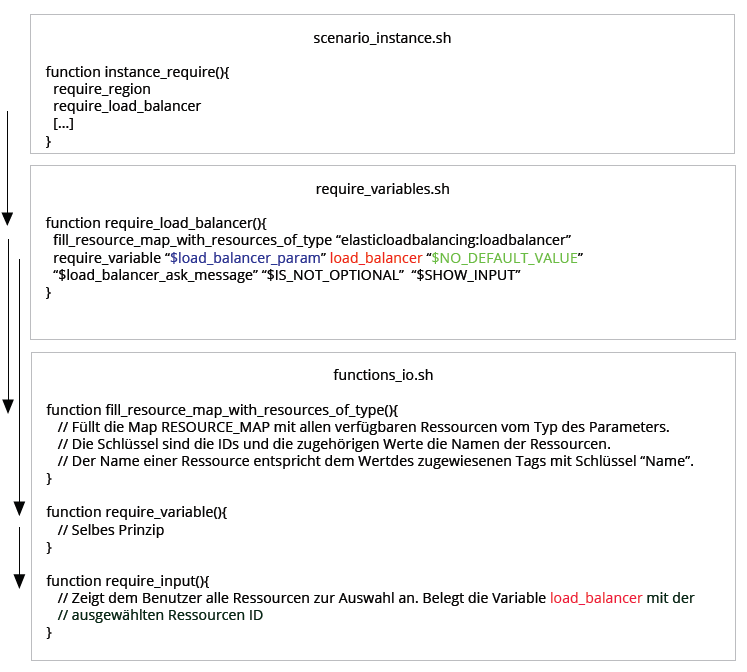 scenario_instance.sh
function instance_require(){
require_region
require_load_balancer
[...]
}
require_variables.sh
function require_load_balancer(){
fill_resource_map_with_resources_of_type “elasticloadbalancing:loadbalancer”
require_variable “$load_balancer_param” load_balancer “$NO_DEFAULT_VALUE”
“$load_balancer_ask_message” “$IS_NOT_OPTIONAL” “$SHOW_INPUT”
}
functions_io.sh
function fill_resource_map_with_resources_of_type(){
// Füllt die Map RESOURCE_MAP mit allen verfügbaren Ressourcen vom Typ des Parameters.
// Die Schlüssel sind die IDs und die zugehörigen Werte die Namen der Ressourcen.
// Der Name einer Ressource entspricht dem Wertdes zugewiesenen Tags mit Schlüssel “Name”.
}
function require_variable(){
// Selbes Prinzip
}
function require_input(){
// Zeigt dem Benutzer alle Ressourcen zur Auswahl an. Belegt die Variable load_balancer mit der
// ausgewählten Ressourcen ID
}